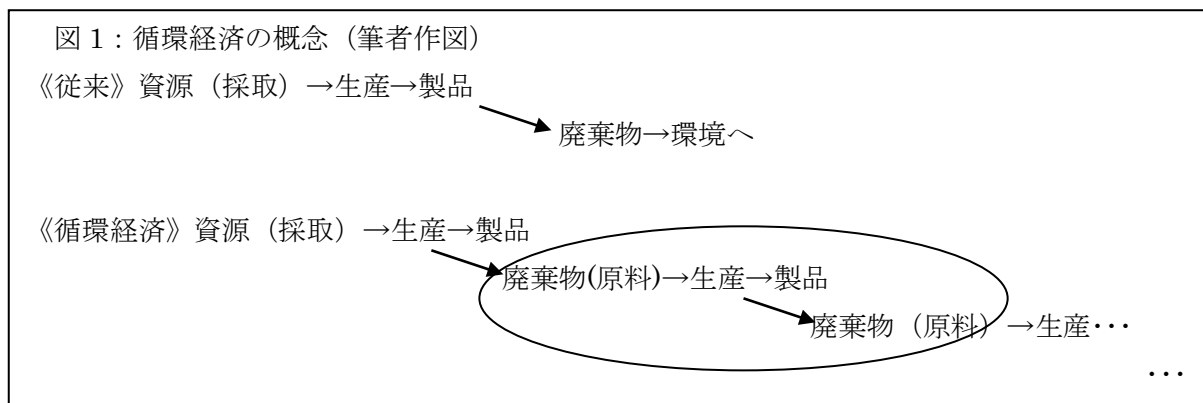 図 1：循環経済の概念（筆者作図）
《従来》資源（採取）→生産→製品
廃棄物→環境へ
《循環経済》資源（採取）→生産→製品
廃棄物(原料)→生産→製品
廃棄物（原料）→生産・・・
・・・